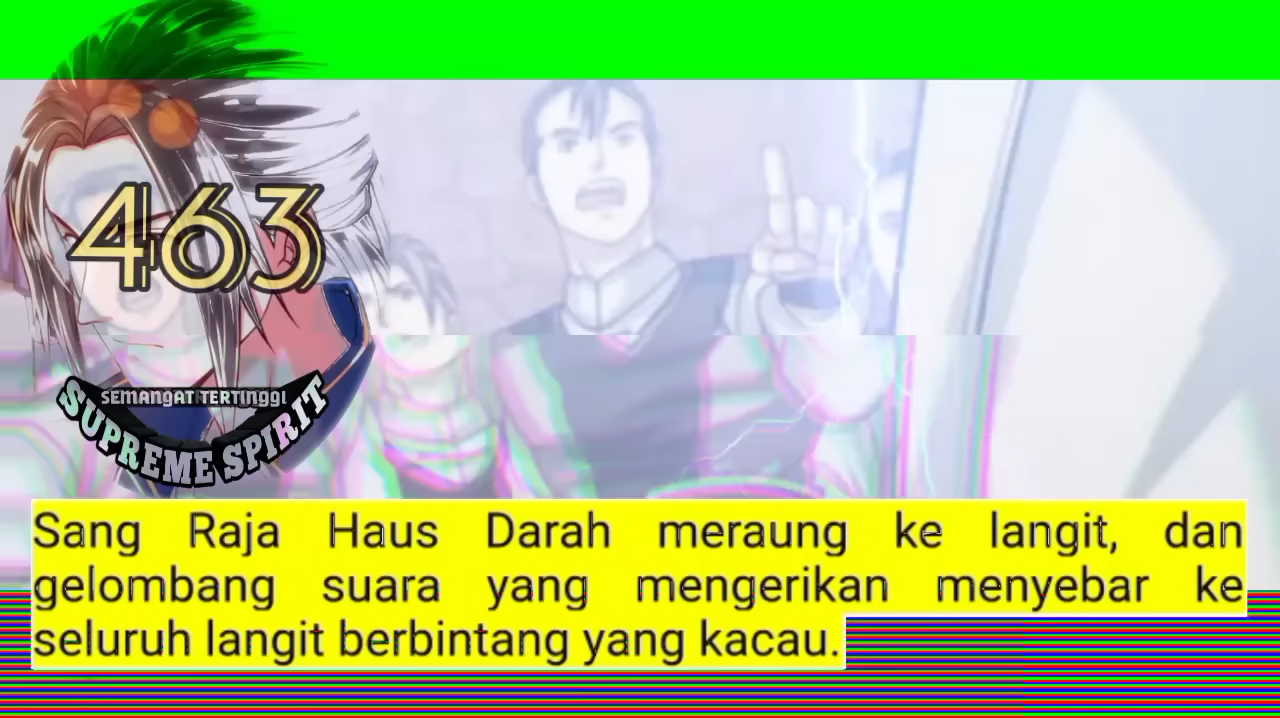 463
SEMANGAT TERTINGGI
SUPREME SPIRIT
Sang Raja Haus Darah meraung ke langit, dan
gelombang suara yang mengerikan menyebar ke
seluruh langit berbintang yang kacau.